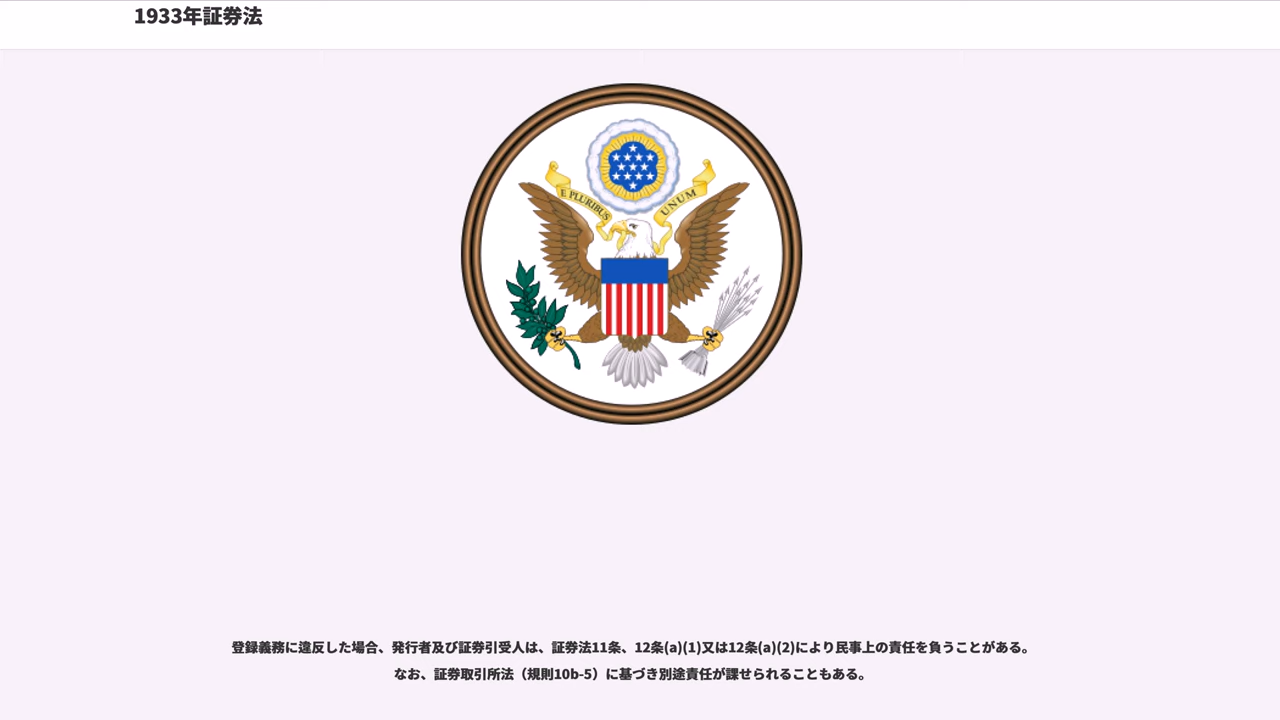 1933年証券法
E PLURIBUS UNUM
登録義務に違反した場合、発行者及び証券引受人は、証券法11条、12条(a)(1)又は12条(a)(2)により民事上の責任を負うことがある。
なお、証券取引所法（規則10b-5）に基づき別途責任が課せられることもある。